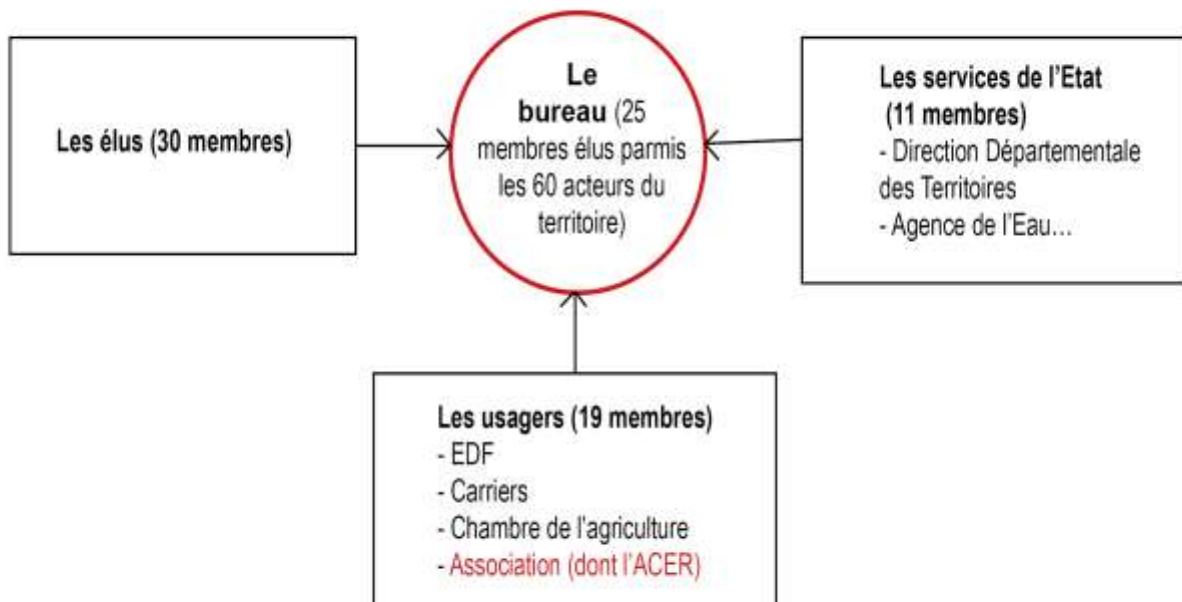 Les élus (30 membres)
Le
bureau (25
membres élus parmis
les 60 acteurs du
territoire)
Les services de l'Etat
(11 membres)
- Direction Départementale
des Territoires
- Agence de l'Eau...
Les usagers (19 membres)
- EDF
- Carriers
- Chambre de l'agriculture
- Association (dont l'ACER)